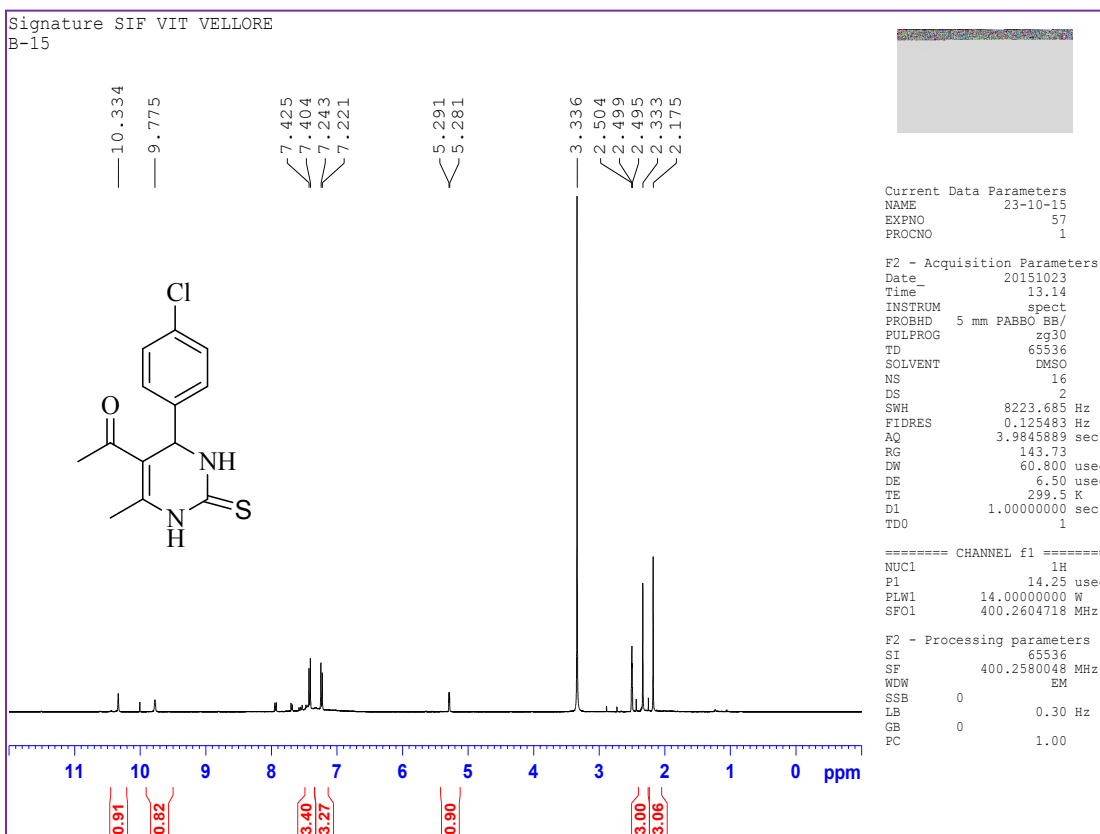 Signature SIF VIT VELLORE
B-15
10.334
9.775
7.425
7.404
7.243
7.221
5.291
5.281
3.336
2.504
2.499
2.495
2.333
2.175
Cl
O
NH
S
N
H
Current Data Parameters
NAME 23-10-15
EXPNO 57
PROCNO 1
F2 - Acquisition Parameters
Date_ 20151023
Time 13.14
INSTRUM spect
PROBHD 5 mm PABBO BB/
PULPROG zg30
TD 65536
SOLVENT DMSO
NS 16
DS 2
SWH 8223.685 Hz
FIDRES 0.125483 Hz
AQ 3.9845889 sec
RG 143.73
DW 60.800 usec
DE 6.50 usec
TE 299.5 K
D1 1.00000000 sec
TD0 1
======== CHANNEL f1 ========
NUC1 1H
P1 14.25 usec
PLW1 14.00000000 W
SFO1 400.2604718 MHz
F2 - Processing parameters
SI 65536
SF 400.2580048 MHz
WDW EM
SSB 0
LB 0.30 Hz
GB 0
PC 1.00
11 10 9 8 7 6 5 4 3 2 1 0 ppm
0.91
0.82
3.40
3.27
0.90
3.00
3.06